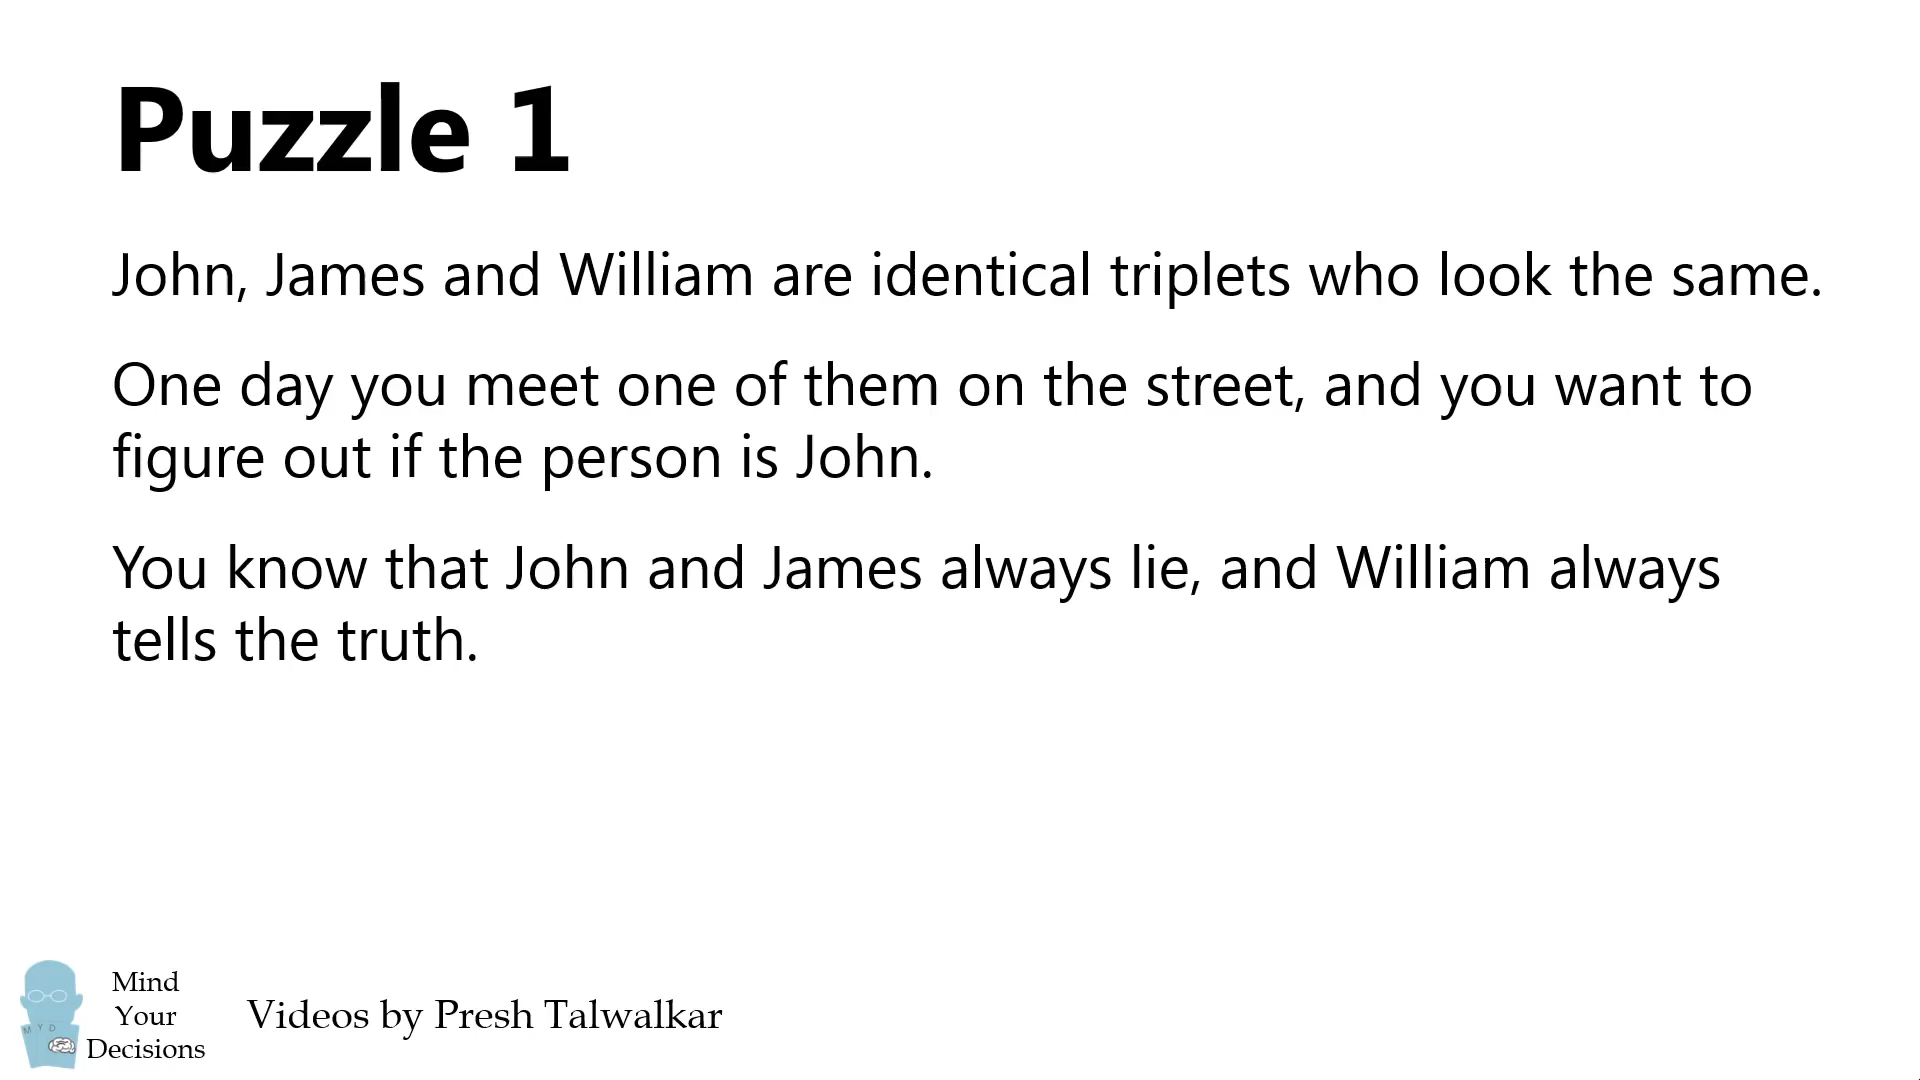 Puzzle 1
John, James and William are identical triplets who look the same.
One day you meet one of them on the street, and you want to
figure out if the person is John.
You know that John and James always lie, and William always
tells the truth.
Mind
Your
Decisions
M Y D
Videos by Presh Talwalkar